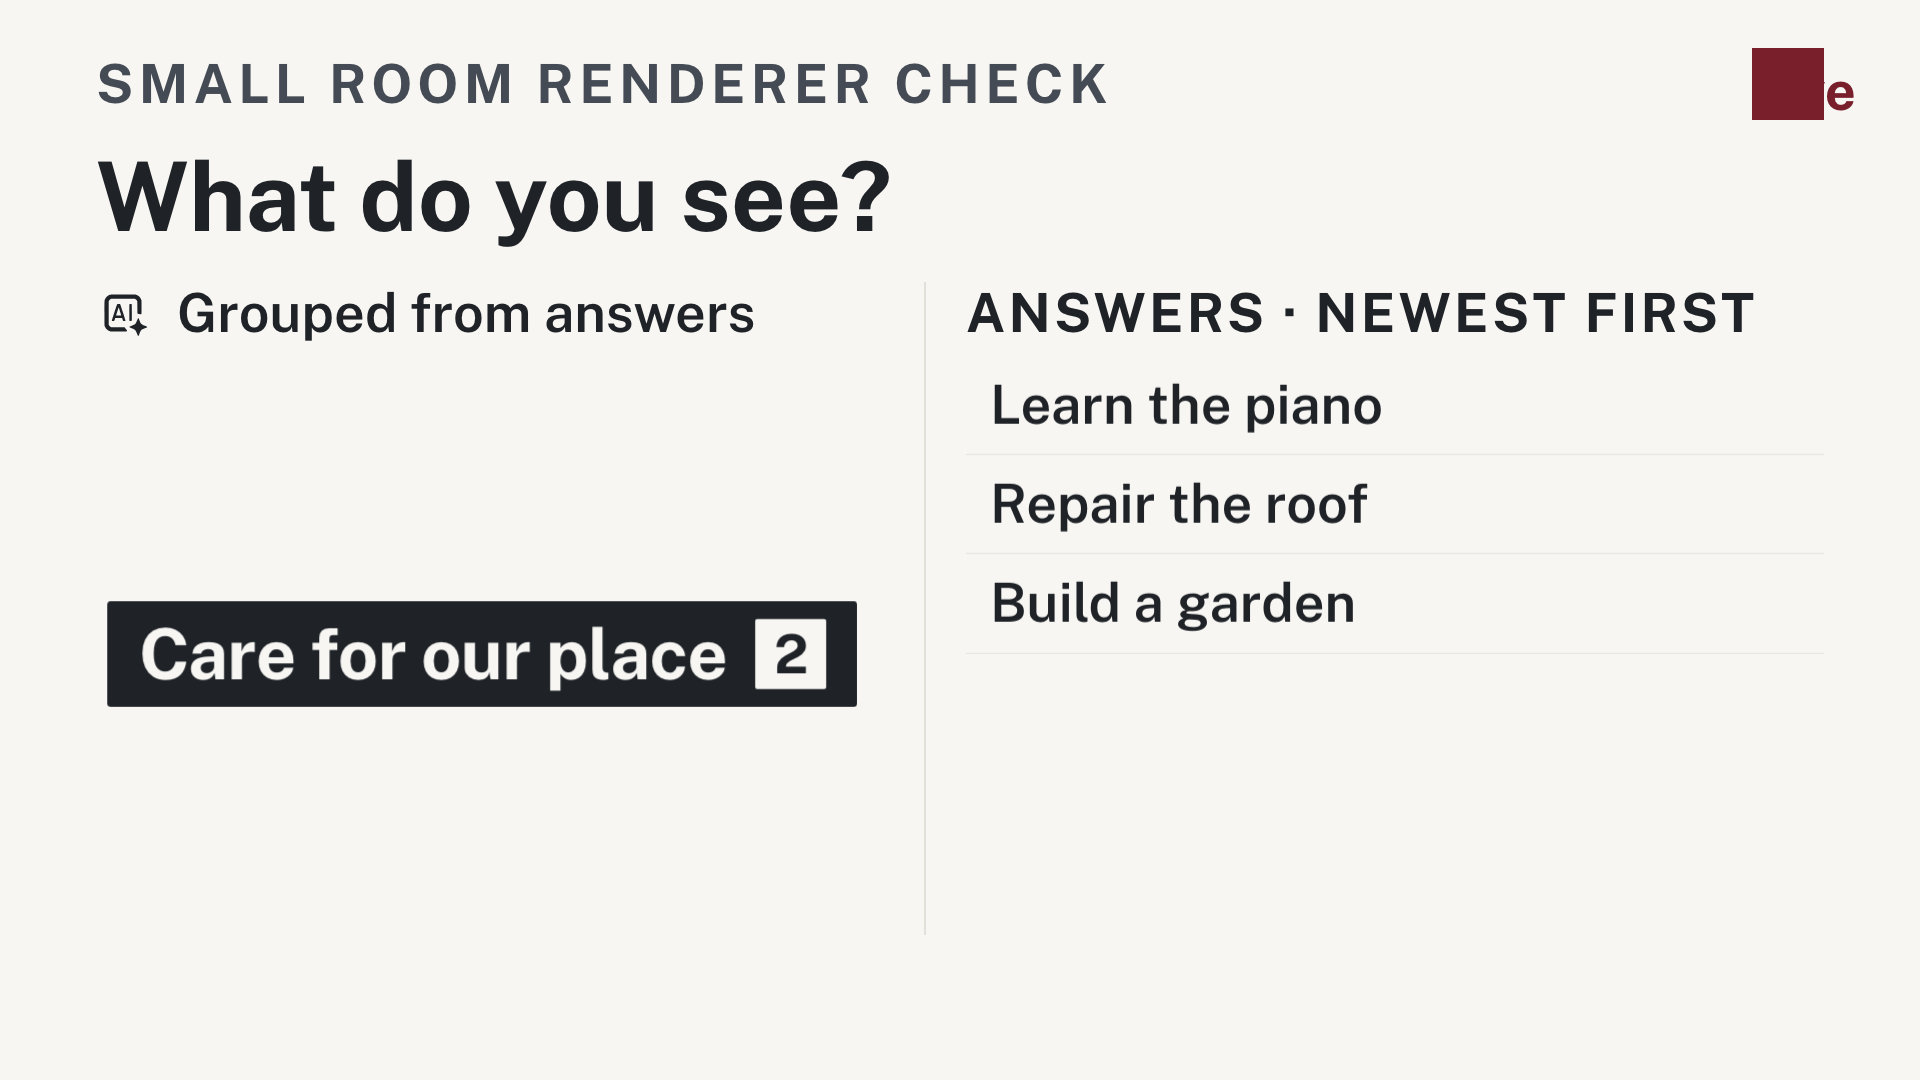 SMALL ROOM RENDERER CHECK
What do you see?
AI Grouped from answers
Care for our place 2
ANSWERS · NEWEST FIRST
Learn the piano
Repair the roof
Build a garden